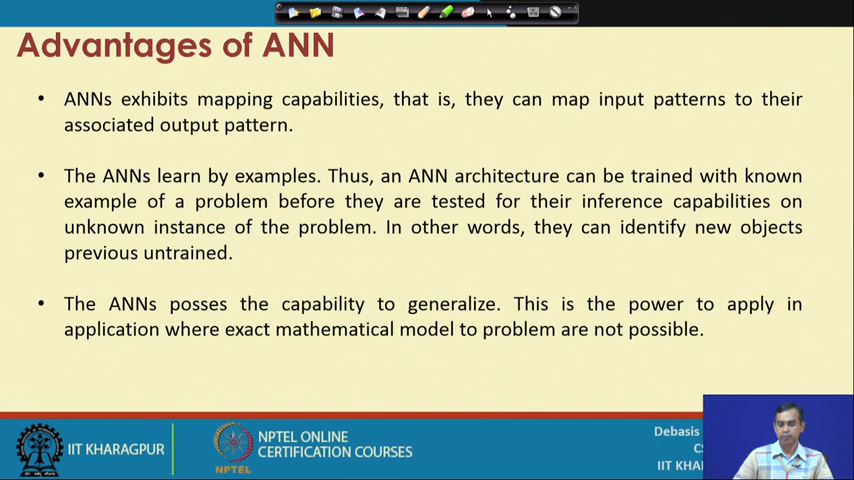 Advantages of ANN
• ANNs exhibits mapping capabilities, that is, they can map input patterns to their
associated output pattern.
• The ANNs learn by examples. Thus, an ANN architecture can be trained with known
example of a problem before they are tested for their inference capabilities on
unknown instance of the problem. In other words, they can identify new objects
previous untrained.
• The ANNs posses the capability to generalize. This is the power to apply in
application where exact mathematical model to problem are not possible.
IIT KHARAGPUR
NPTEL
NPTEL ONLINE
CERTIFICATION COURSES
Debasis
CS
IIT KHA